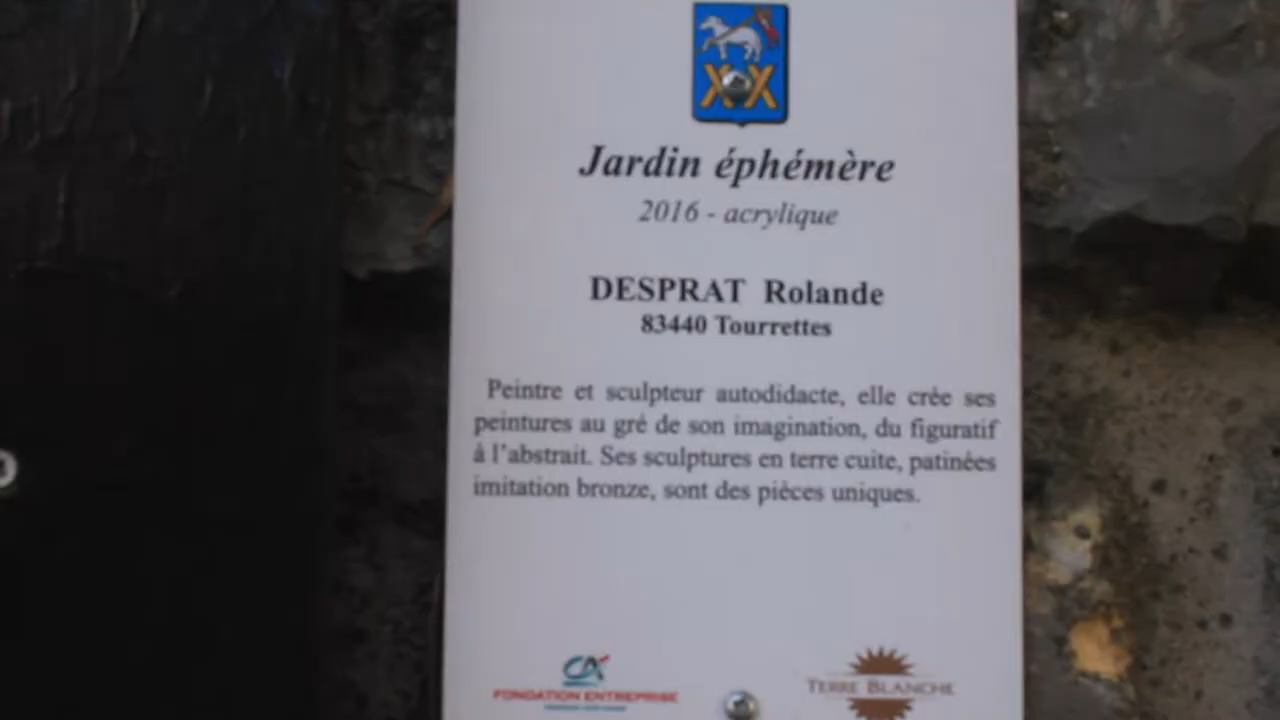 Jardin éphémère
2016 - acrylique
DESPRAT Rolande
83440 Tourrettes
Peintre et sculpteur autodidacte, elle crée ses
peintures au gré de son imagination, du figuratif
à l'abstrait. Ses sculptures en terre cuite, patinées
imitation bronze, sont des pièces uniques.
CA
FONDATION ENTREPRISE
TERRE BLANCHE